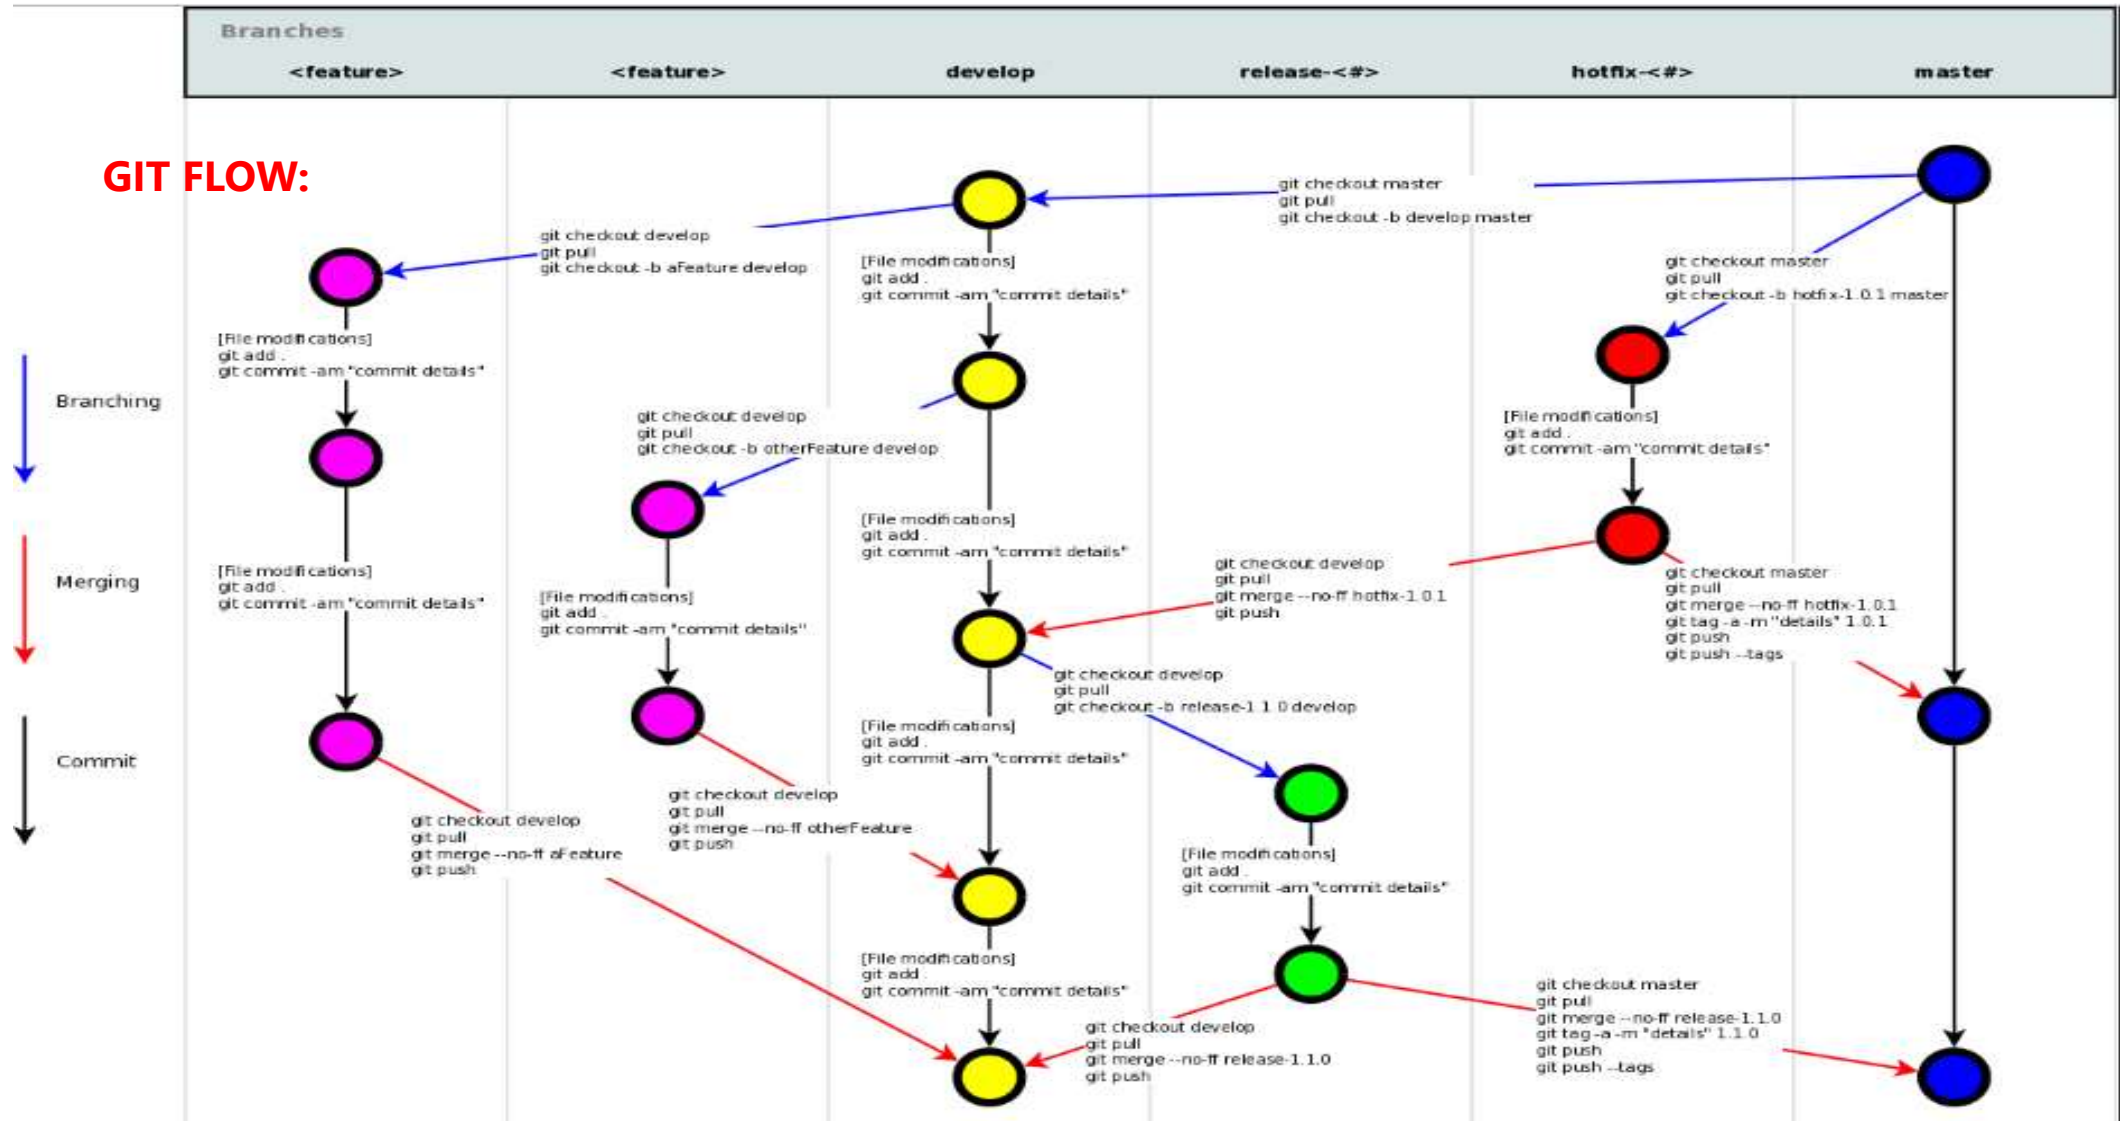 Branches
<feature>
<feature>
develop
release-<#>
hotfix-<#>
master
GIT FLOW:
git checkout master
git pull
git checkout -b develop master
git checkout develop
git pull
git checkout -b aFeature develop
[File modifications]
git add .
git commit -am "commit details"
git checkout master
git pull
git checkout -b hotfix-1.0.1 master
[File modifications]
git add .
git commit -am "commit details"
Branching
git checkout develop
git pull
git checkout -b otherFeature develop
[File modifications]
git add .
git commit -am "commit details"
[File modifications]
git add .
git commit -am "commit details"
Merging
[File modifications]
git add .
git commit -am "commit details"
[File modifications]
git add .
git commit -am "commit details"
git checkout develop
git pull
git merge --no-ff hotfix-1.0.1
git push
git checkout master
git pull
git merge --no-ff hotfix-1.0.1
git tag -a -m "details" 1.0.1
git push
git push --tags
git checkout develop
git pull
git checkout -b release-1.1.0 develop
[File modifications]
git add .
git commit -am "commit details"
Commit
git checkout develop
git pull
git merge --no-ff aFeature
git push
git checkout develop
git pull
git merge --no-ff otherFeature
git push
[File modifications]
git add .
git commit -am "commit details"
[File modifications]
git add .
git commit -am "commit details"
git checkout develop
git pull
git merge --no-ff release-1.1.0
git push
git checkout master
git pull
git merge --no-ff release-1.1.0
git tag -a -m "details" 1.1.0
git push
git push --tags